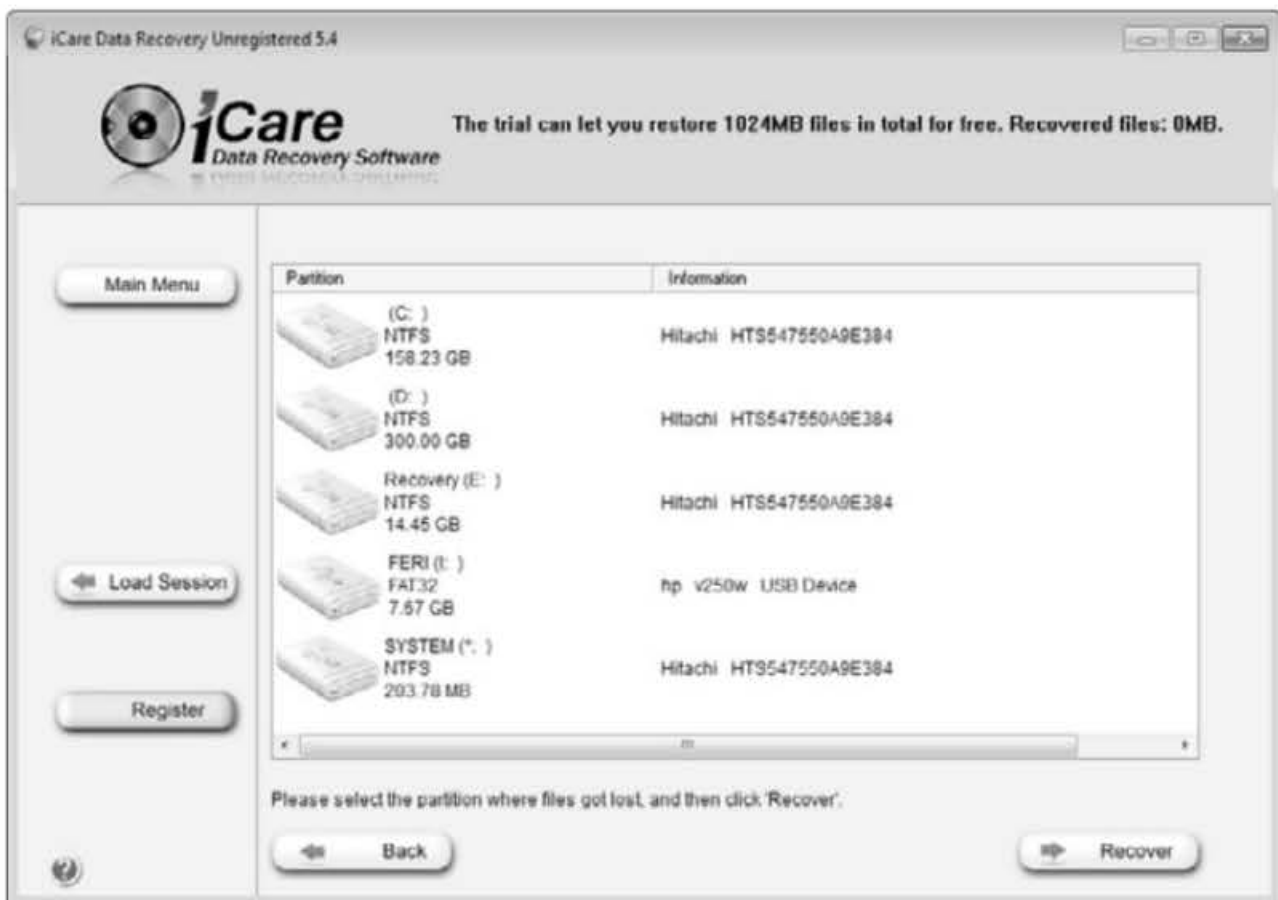 iCare Data Recovery Unregistered 5.4
iCare
Data Recovery Software
The trial can let you restore 1024MB files in total for free. Recovered files: 0MB.
Main Menu
Load Session
Register
Partition Information
(C: )
NTFS
158.23 GB
Hitachi HTS547550A9E384
(D: )
NTFS
300.00 GB
Hitachi HTS547550A9E384
Recovery (E: )
NTFS
14.45 GB
Hitachi HTS547550A9E384
FERI (I: )
FAT32
7.67 GB
hp v250w USB Device
SYSTEM (*: )
NTFS
203.78 MB
Hitachi HTS547550A9E384
Please select the partition where files got lost, and then click 'Recover'.
Back
Recover